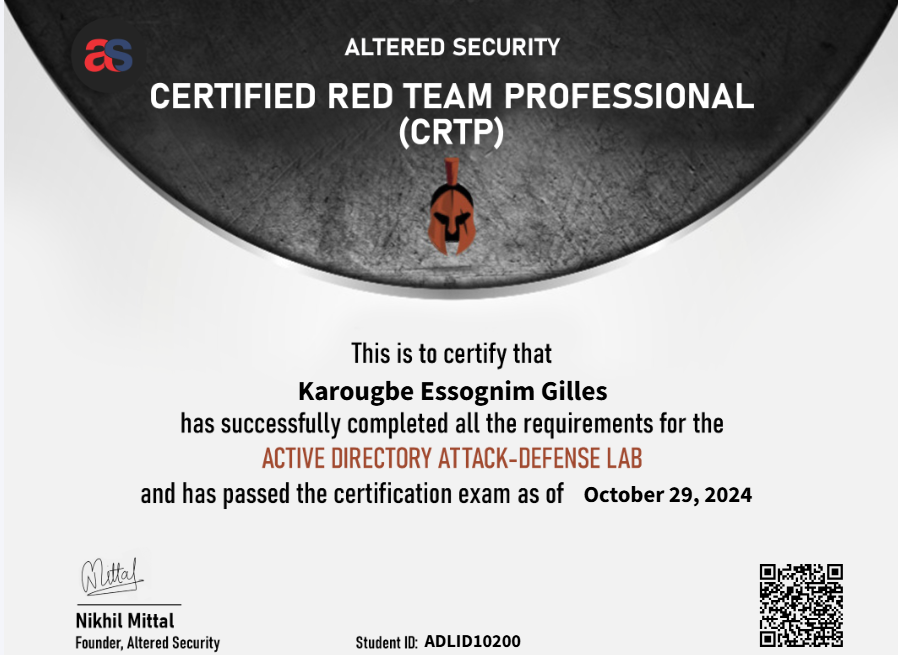 as
ALTERED SECURITY
CERTIFIED RED TEAM PROFESSIONAL
(CRTP)
This is to certify that
Karougbe Essognim Gilles
has successfully completed all the requirements for the
ACTIVE DIRECTORY ATTACK-DEFENSE LAB
and has passed the certification exam as of October 29, 2024
Mittal
Nikhil Mittal
Founder, Altered Security
Student ID: ADLID10200